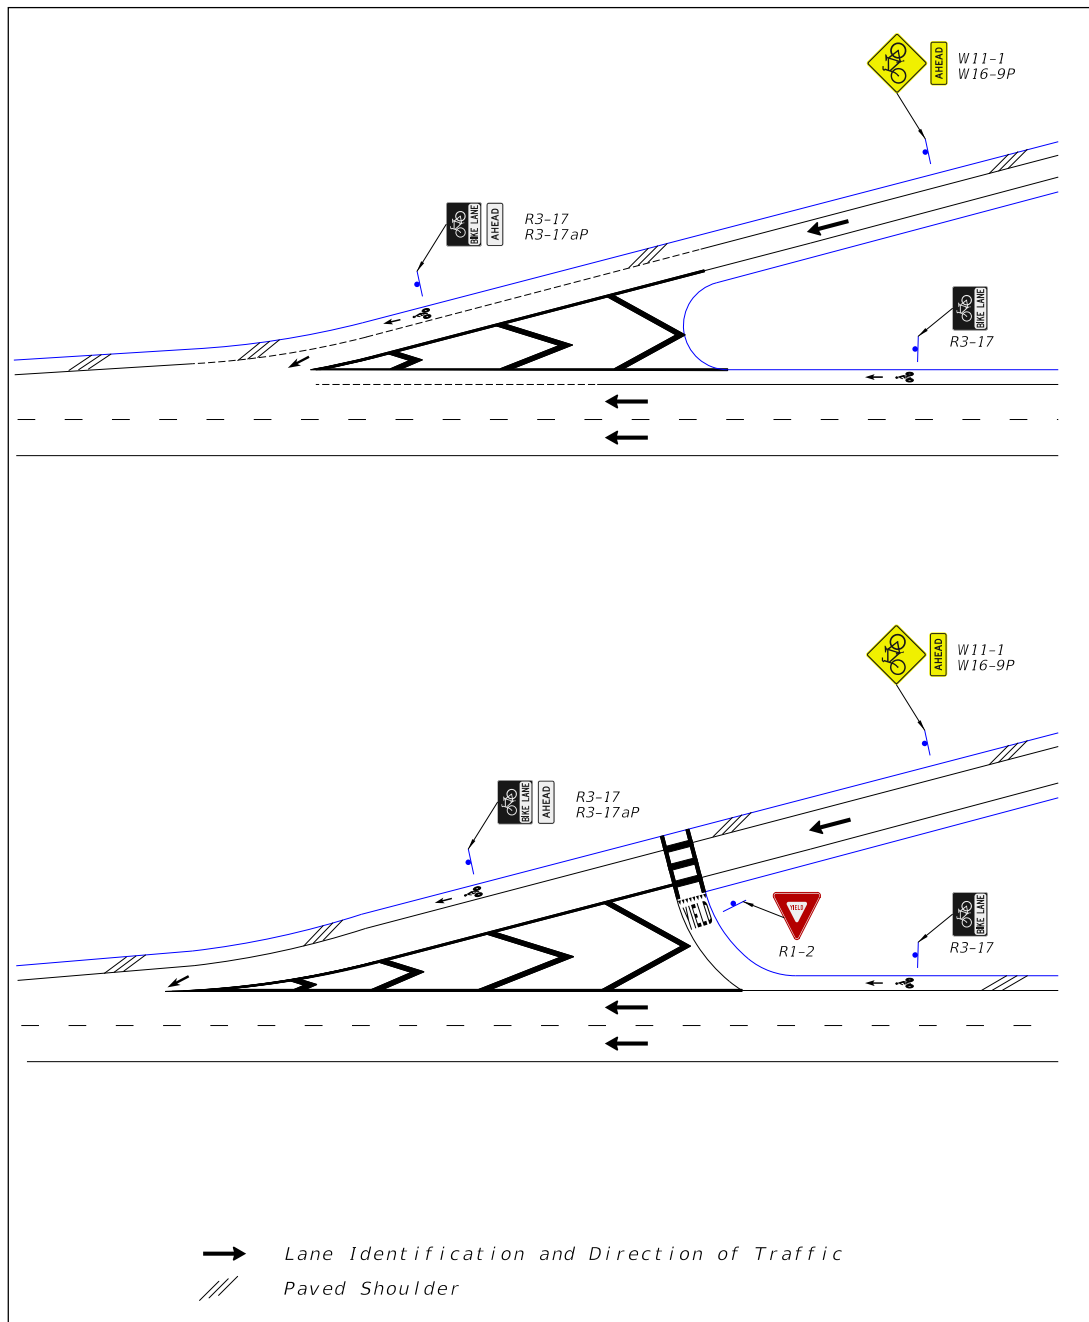 AHEAD
W11-1
W16-9P
BIKE LANE
AHEAD
R3-17
R3-17aP
BIKE LANE
R3-17
AHEAD
W11-1
W16-9P
BIKE LANE
AHEAD
R3-17
R3-17aP
YIELD
R1-2
BIKE LANE
R3-17
Lane Identification and Direction of Traffic
Paved Shoulder